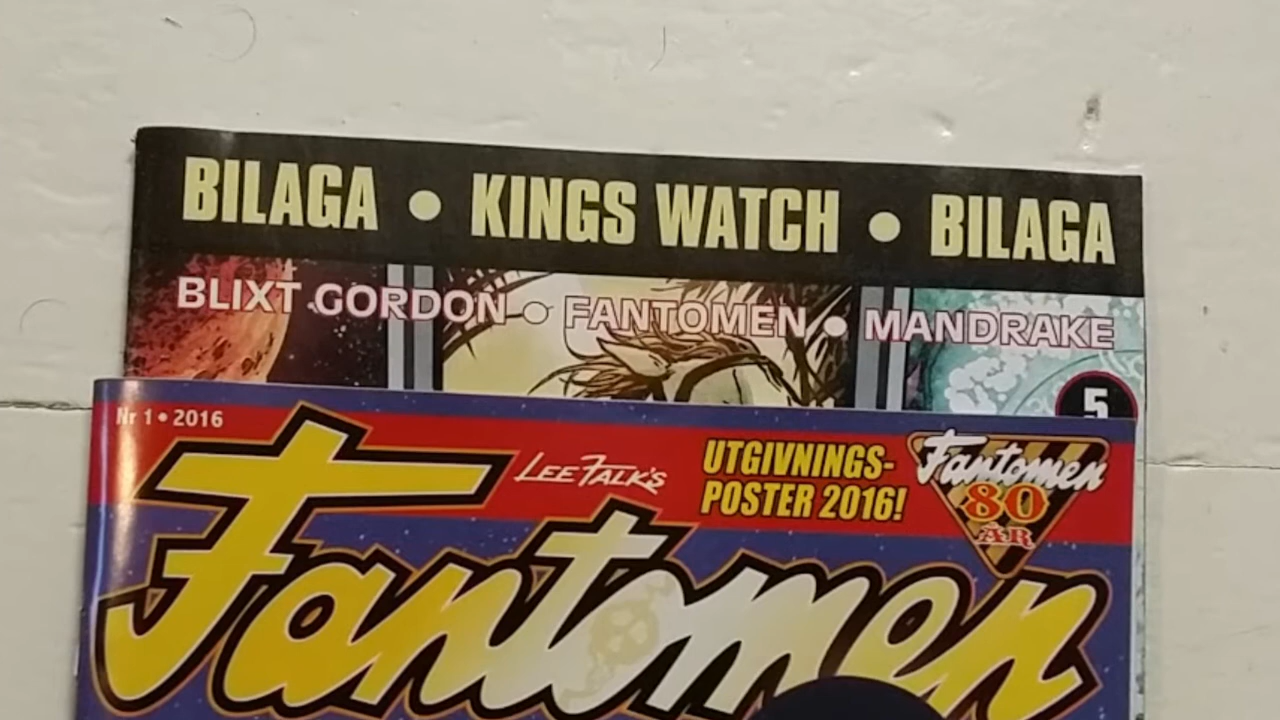 BILAGA • KINGS WATCH • BILAGA
BLIXT GORDON • FANTOMEN • MANDRAKE
5
Nr 1 • 2016
LEE FALK'S
UTGIVNINGS-
POSTER 2016!
Fantomen
80
ÅR
Fantomen